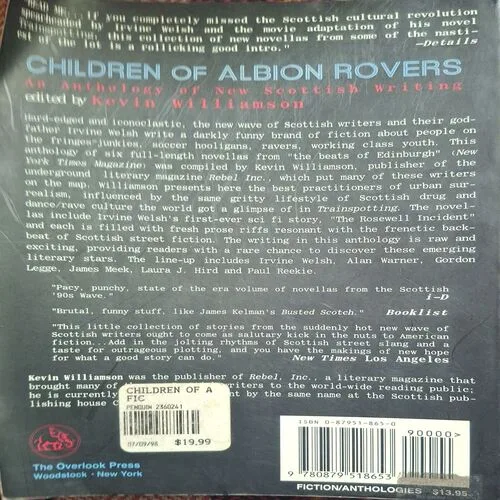 READ ME. If you completely missed the Scottish cultural revolution
spearheaded by Irvine Welsh and the movie adaptation of his novel
Trainspotting, this collection of new novellas from some of the nasti-
of the lot is a rollicking good intro."
—Details
CHILDREN OF ALBION ROVERS
An Anthology of New Scottish Writing
edited by Kevin Williamson
Hard-edged and iconoclastic, the new wave of Scottish writers and their god-
father Irvine Welsh write a darkly funny brand of fiction about people on
the fringes—junkies, soccer hooligans, ravers, working class youth. This
anthology of six full-length novellas from "the beats of Edinburgh" (New
York Times Magazine) was compiled by Kevin Williamson, publisher of the
underground literary magazine Rebel Inc., which put many of these writers
on the map. Williamson presents here the best practitioners of urban sur-
realism, influenced by the same gritty lifestyle of Scottish drug and
dance/rave culture the world got a glimpse of in Trainspotting. The novel-
las include Irvine Welsh's first-ever sci fi story, "The Rosewell Incident"
and each is filled with fresh prose riffs resonant with the frenetic back-
beat of Scottish street fiction. The writing in this anthology is raw and
exciting, providing readers with a rare chance to discover these emerging
literary stars. The line-up includes Irvine Welsh, Alan Warner, Gordon
Legge, James Meek, Laura J. Hird and Paul Reekie.
"Pacy, punchy, state of the era volume of novellas from the Scottish
'90s Wave."
i-D
"Brutal, funny stuff, like James Kelman's Busted Scotch."
Booklist
"This little collection of stories from the suddenly hot new wave of
Scottish writers ought to come as salutary kick in the nuts to American
fiction...Add in the jolting rhythms of Scottish street slang and a
taste for outrageous plotting, and you have the makings of new hope
for what a good story can do."
New Times Los Angeles
Kevin Williamson was the publisher of Rebel, Inc., a literary magazine that
brought many of writers to the world-wide reading public;
he is currently nt by the same name at the Scottish pub-
lishing house C
CHILDREN OF A
FIC
PENGUIN 2360241
07/09/98 $19.99
The Overlook Press
Woodstock • New York
ISBN 0-87951-865-0
90000>
9 780879 518653
FICTION/ANTHOLOGIES $13.95